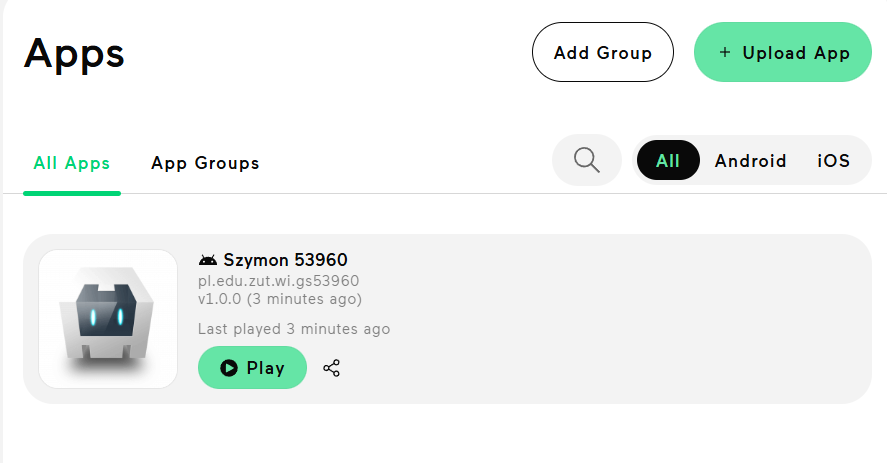 Apps
Add Group
+ Upload App
All Apps
App Groups
All
Android
iOS
Szymon 53960
pl.edu.zut.wi.gs53960
v1.0.0 (3 minutes ago)
Last played 3 minutes ago
Play